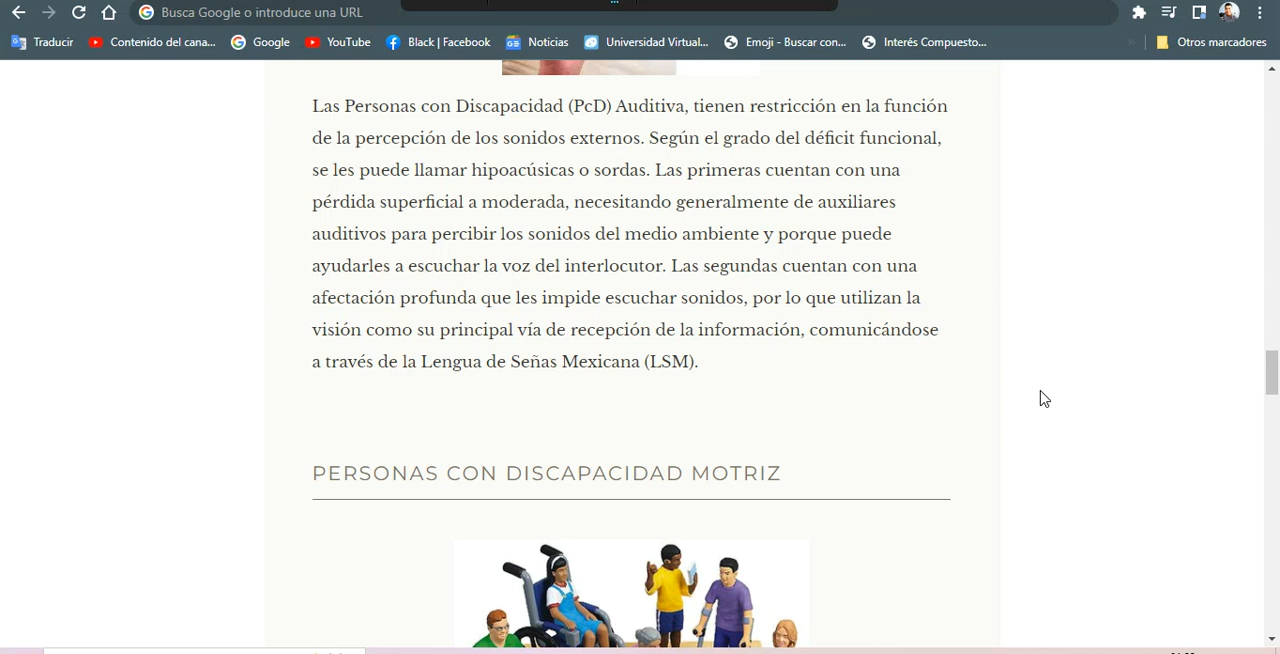 Busca Google o introduce una URL
Traducir
Contenido del cana...
Google
YouTube
Black | Facebook
Noticias
Universidad Virtual...
Emoji - Buscar con...
Interés Compuesto...
»
Otros marcadores
Las Personas con Discapacidad (PcD) Auditiva, tienen restricción en la función
de la percepción de los sonidos externos. Según el grado del déficit funcional,
se les puede llamar hipoacúsicas o sordas. Las primeras cuentan con una
pérdida superficial a moderada, necesitando generalmente de auxiliares
auditivos para percibir los sonidos del medio ambiente y porque puede
ayudarles a escuchar la voz del interlocutor. Las segundas cuentan con una
afectación profunda que les impide escuchar sonidos, por lo que utilizan la
visión como su principal vía de recepción de la información, comunicándose
a través de la Lengua de Señas Mexicana (LSM).
PERSONAS CON DISCAPACIDAD MOTRIZ